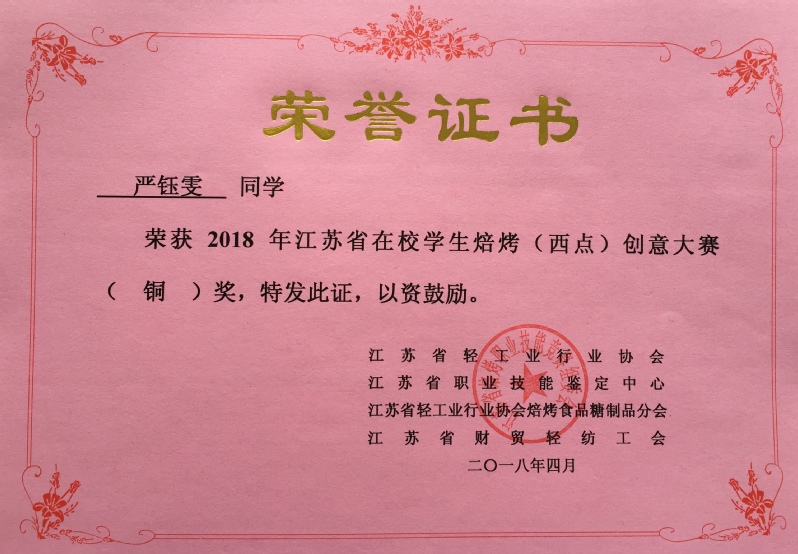 荣誉证书
严钰雯 同学
荣获 2018 年江苏省在校学生焙烤（西点）创意大赛
（ 铜 ）奖，特发此证，以资鼓励。
江苏省轻工业行业协会
江苏省职业技能鉴定中心
江苏省轻工业行业协会焙烤食品糖制品分会
江苏省财贸轻纺工会
二〇一八年四月